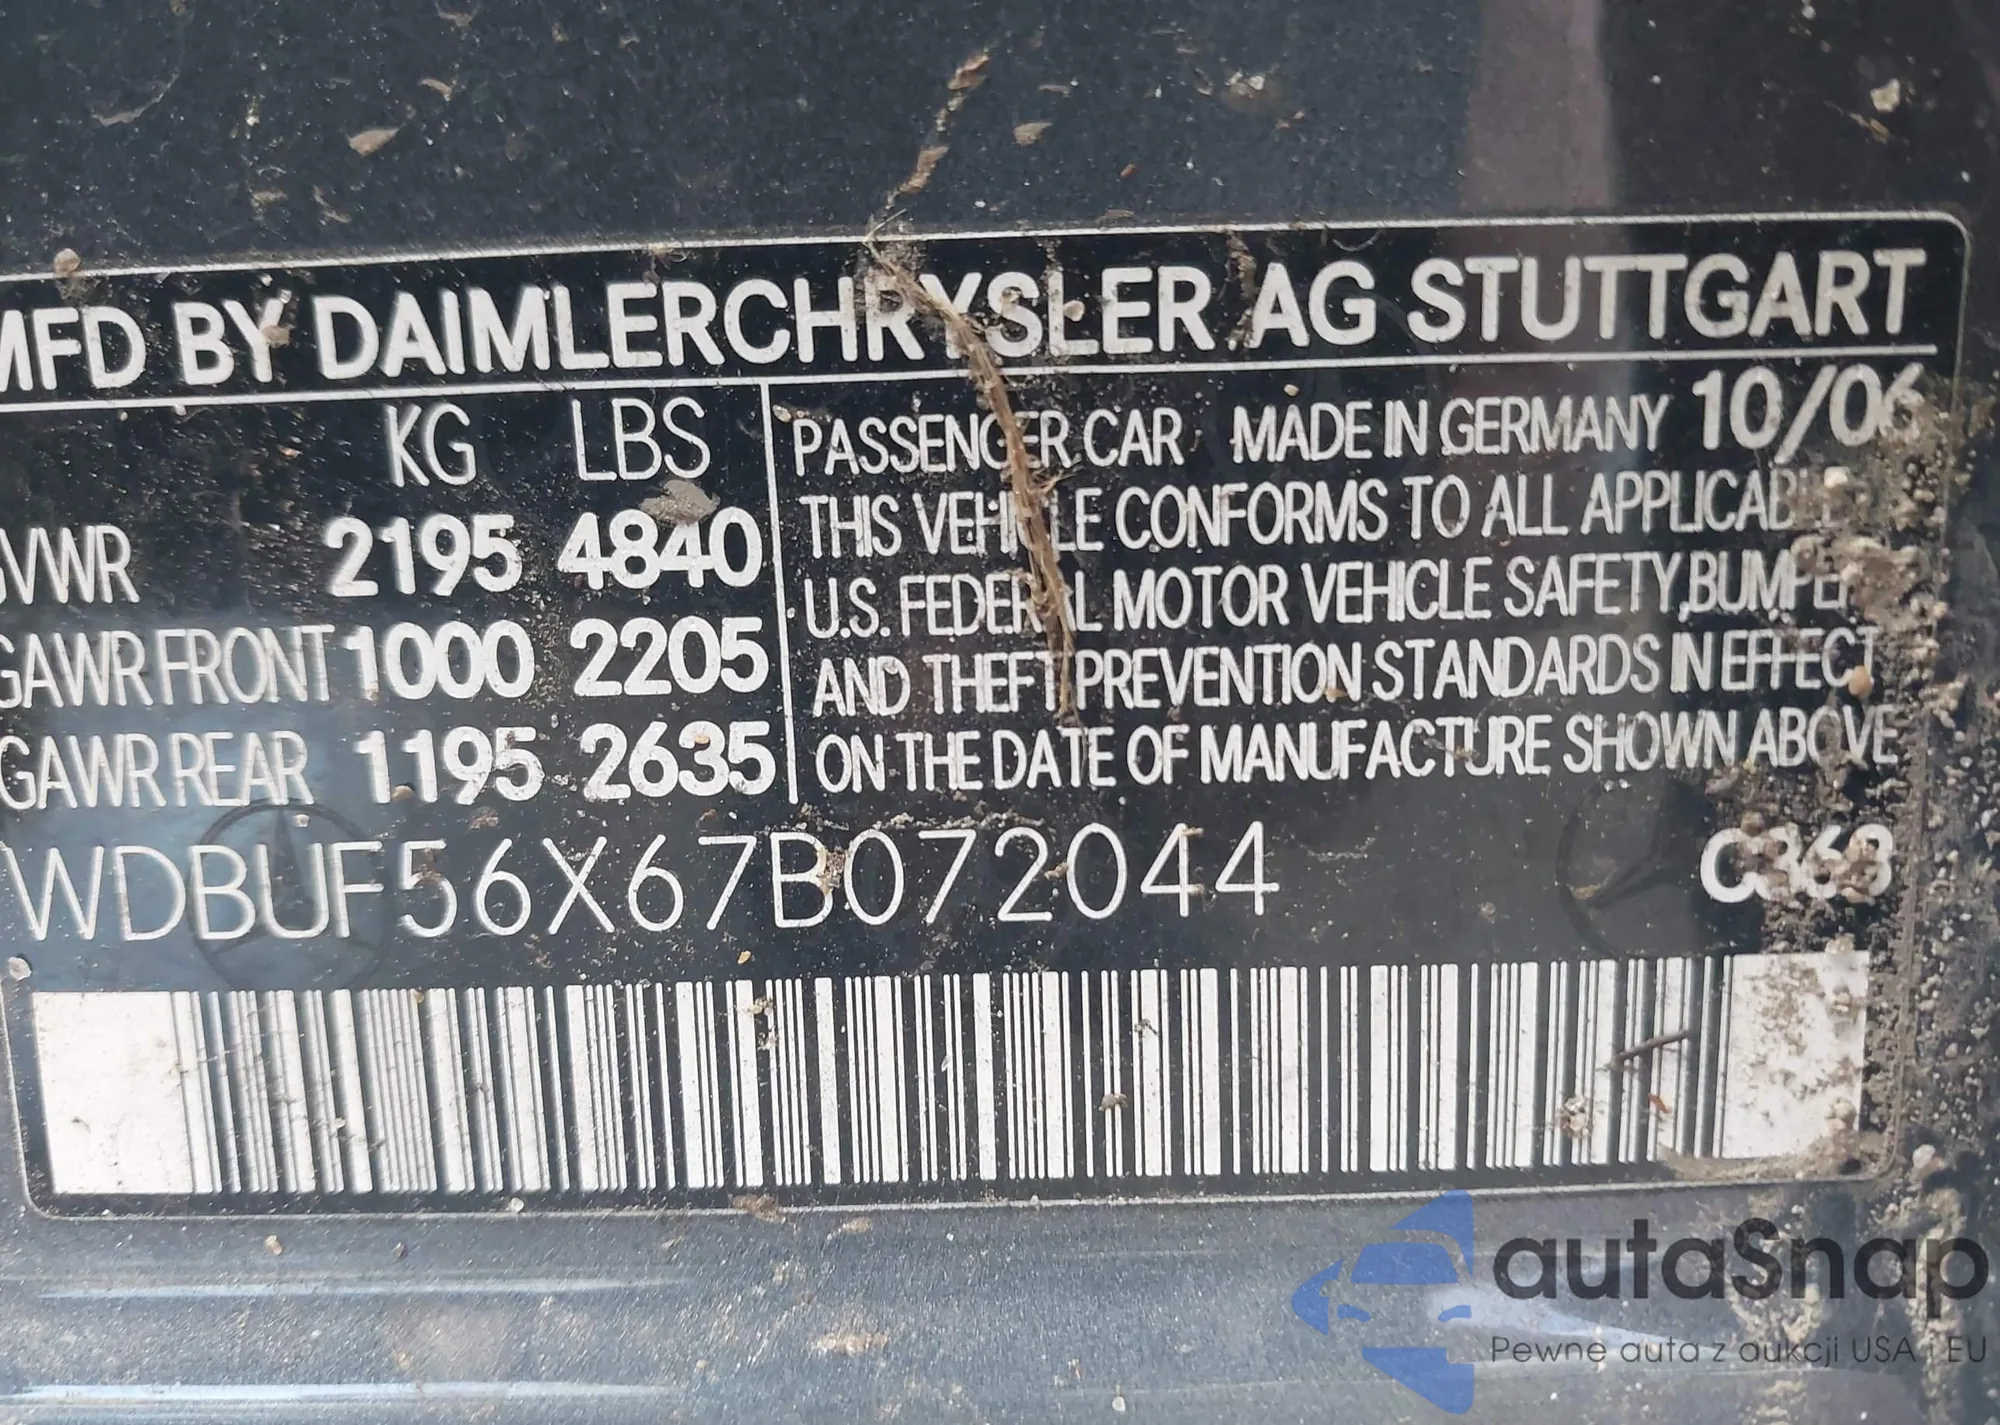 MFD BY DAIMLERCHRYSLER AG STUTTGART
KG LBS
GVWR 2195 4840
GAWR FRONT 1000 2205
GAWR REAR 1195 2635
PASSENGER CAR MADE IN GERMANY 10/06
THIS VEHICLE CONFORMS TO ALL APPLICABLE
U.S. FEDERAL MOTOR VEHICLE SAFETY, BUMPER
AND THEFT PREVENTION STANDARDS IN EFFECT
ON THE DATE OF MANUFACTURE SHOWN ABOVE
WDBUF56X67B072044 C363
autaSnap
Pewne auta z aukcji USA i EU